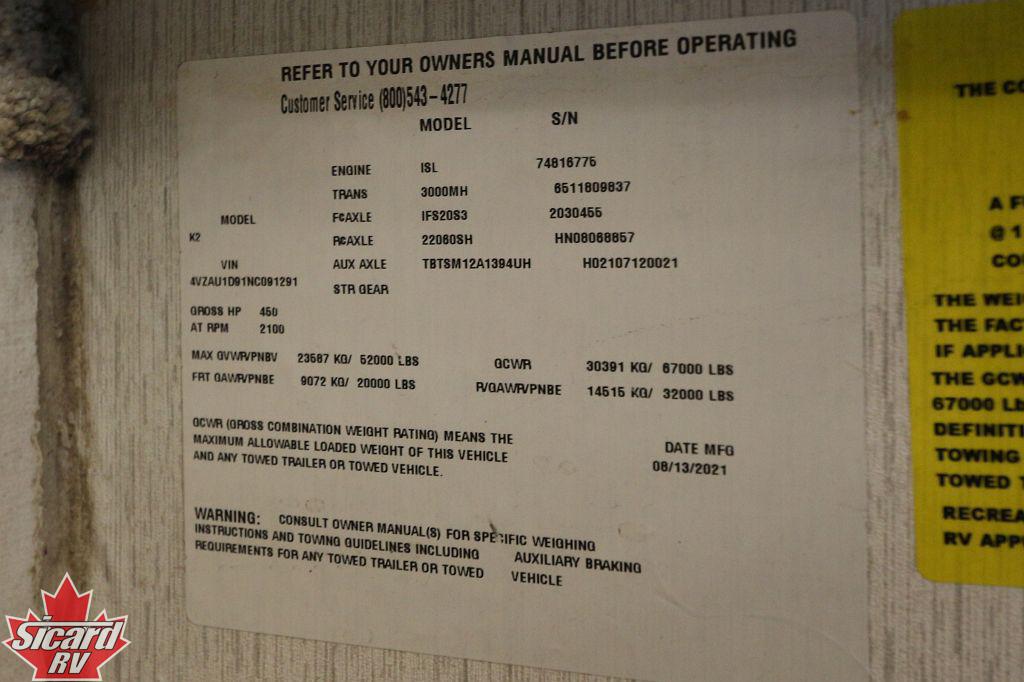 REFER TO YOUR OWNERS MANUAL BEFORE OPERATING
Customer Service (800)543-4277
MODEL S/N
ENGINE ISL 74816775
TRANS 3000MH 6511809837
MODEL F&AXLE IFS20S3 2030455
K2 R&AXLE 22060SH HN08068857
VIN AUX AXLE TBTSM12A1394UH H02107120021
4VZAU1D91NC091291 STR GEAR
GROSS HP 450
AT RPM 2100
MAX GVWR/PNBV 23587 KG/ 52000 LBS GCWR 30391 KG/ 67000 LBS
FRT GAWR/PNBE 9072 KG/ 20000 LBS R/GAWR/PNBE 14515 KG/ 32000 LBS
GCWR (GROSS COMBINATION WEIGHT RATING) MEANS THE
MAXIMUM ALLOWABLE LOADED WEIGHT OF THIS VEHICLE
AND ANY TOWED TRAILER OR TOWED VEHICLE.
DATE MFG
08/13/2021
WARNING: CONSULT OWNER MANUAL(S) FOR SPECIFIC WEIGHING
INSTRUCTIONS AND TOWING GUIDELINES INCLUDING AUXILIARY BRAKING
REQUIREMENTS FOR ANY TOWED TRAILER OR TOWED VEHICLE
THE CO
A F
@ 1
CO
THE WEI
THE FAC
IF APPLI
THE GCW
67000 Lb
DEFINITI
TOWING
TOWED T
RECREA
RV APP
Sicard
RV